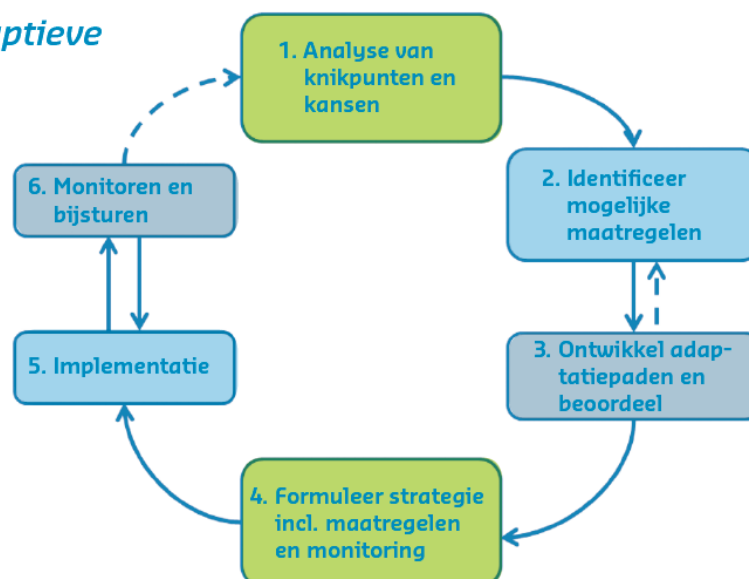 ptieve
1. Analyse van
knikpunten en
kansen
2. Identificeer
mogelijke
maatregelen
3. Ontwikkel adap-
tatiepaden en
beoordeel
4. Formuleer strategie
incl. maatregelen
en monitoring
5. Implementatie
6. Monitoren en
bijsturen